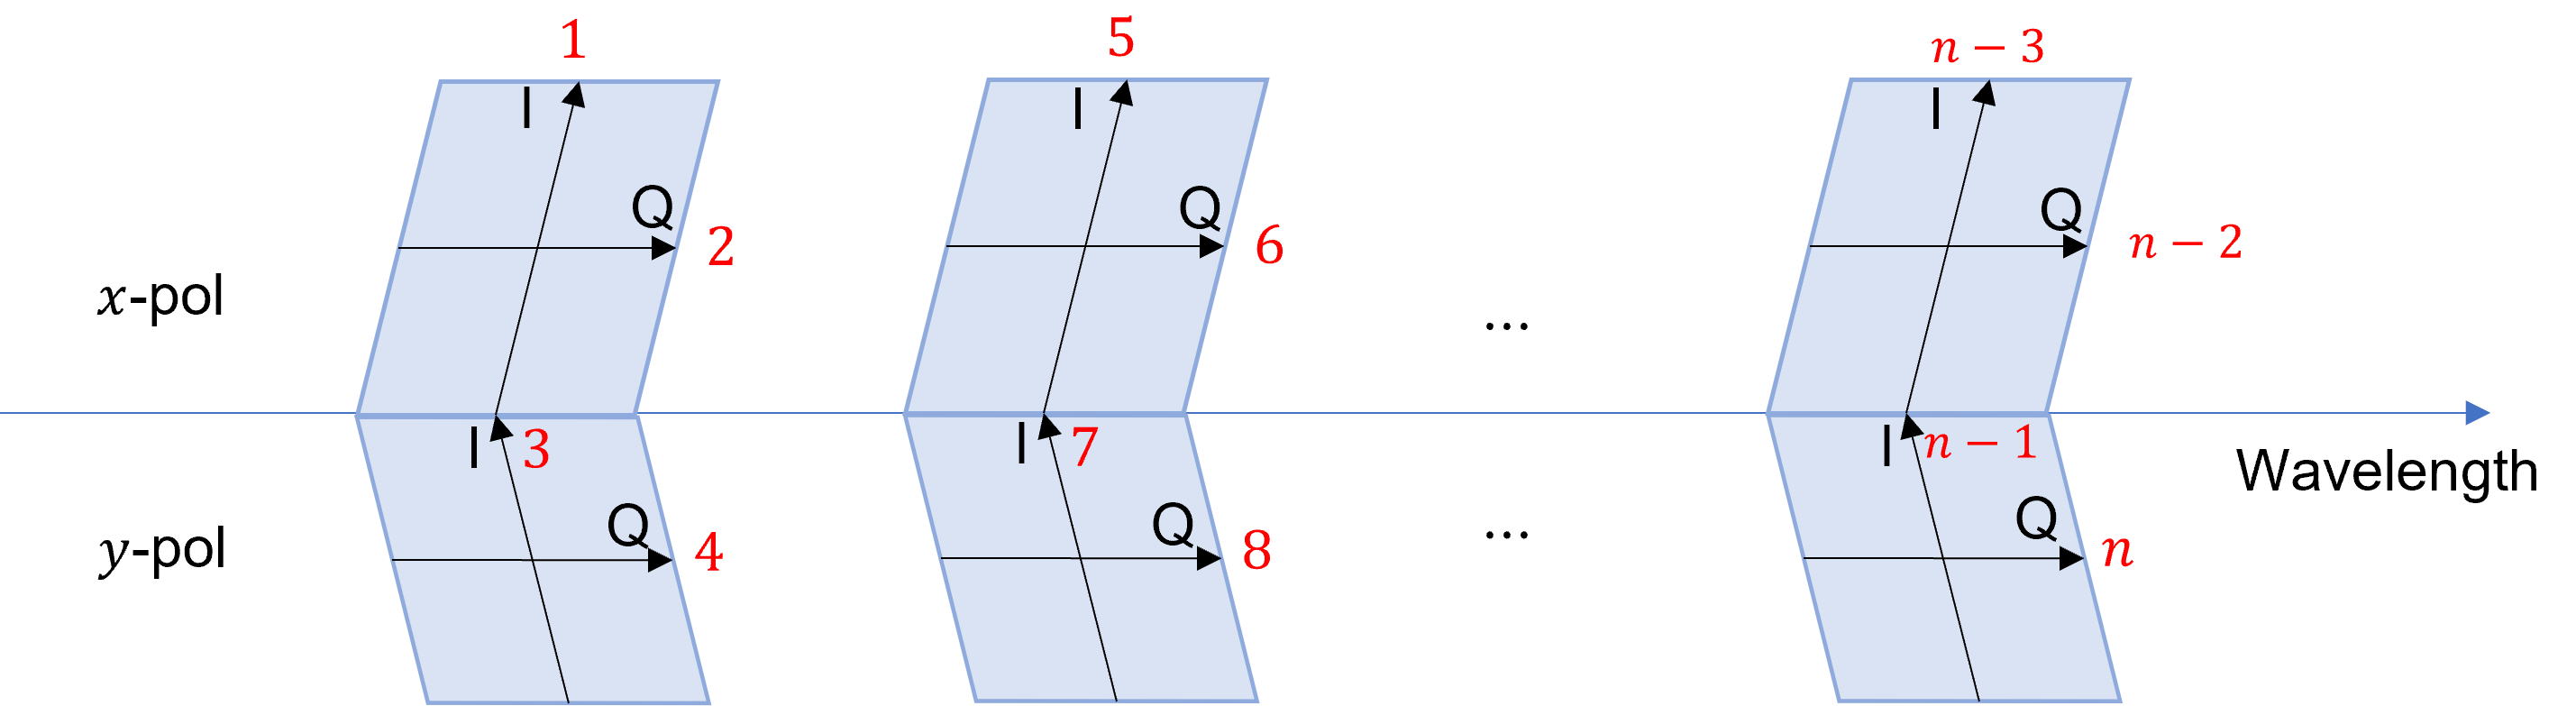 1 5 n − 3
I I I
Q Q Q
2 6 n − 2
x-pol
... ...
I 3 I 7 I n − 1
Wavelength
Q Q Q
y-pol 4 ... 8 n